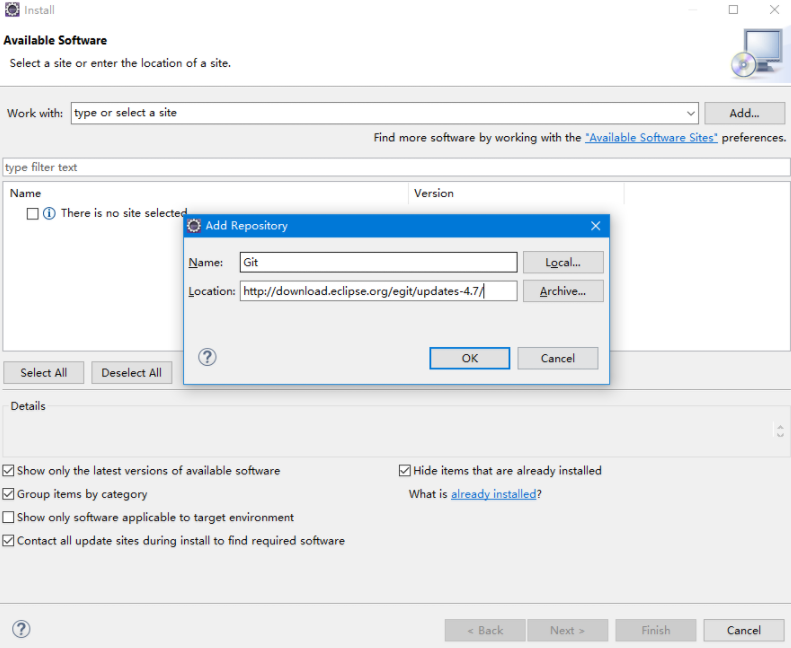 Install
Available Software
Select a site or enter the location of a site.
Work with: type or select a site Add...
Find more software by working with the "Available Software Sites" preferences.
type filter text
Name Version
There is no site selected
Add Repository
Name: Git Local...
Location: http://download.eclipse.org/egit/updates-4.7/ Archive...
OK Cancel
Select All Deselect All
Details
Show only the latest versions of available software Hide items that are already installed
Group items by category What is already installed?
Show only software applicable to target environment
Contact all update sites during install to find required software
< Back Next > Finish Cancel